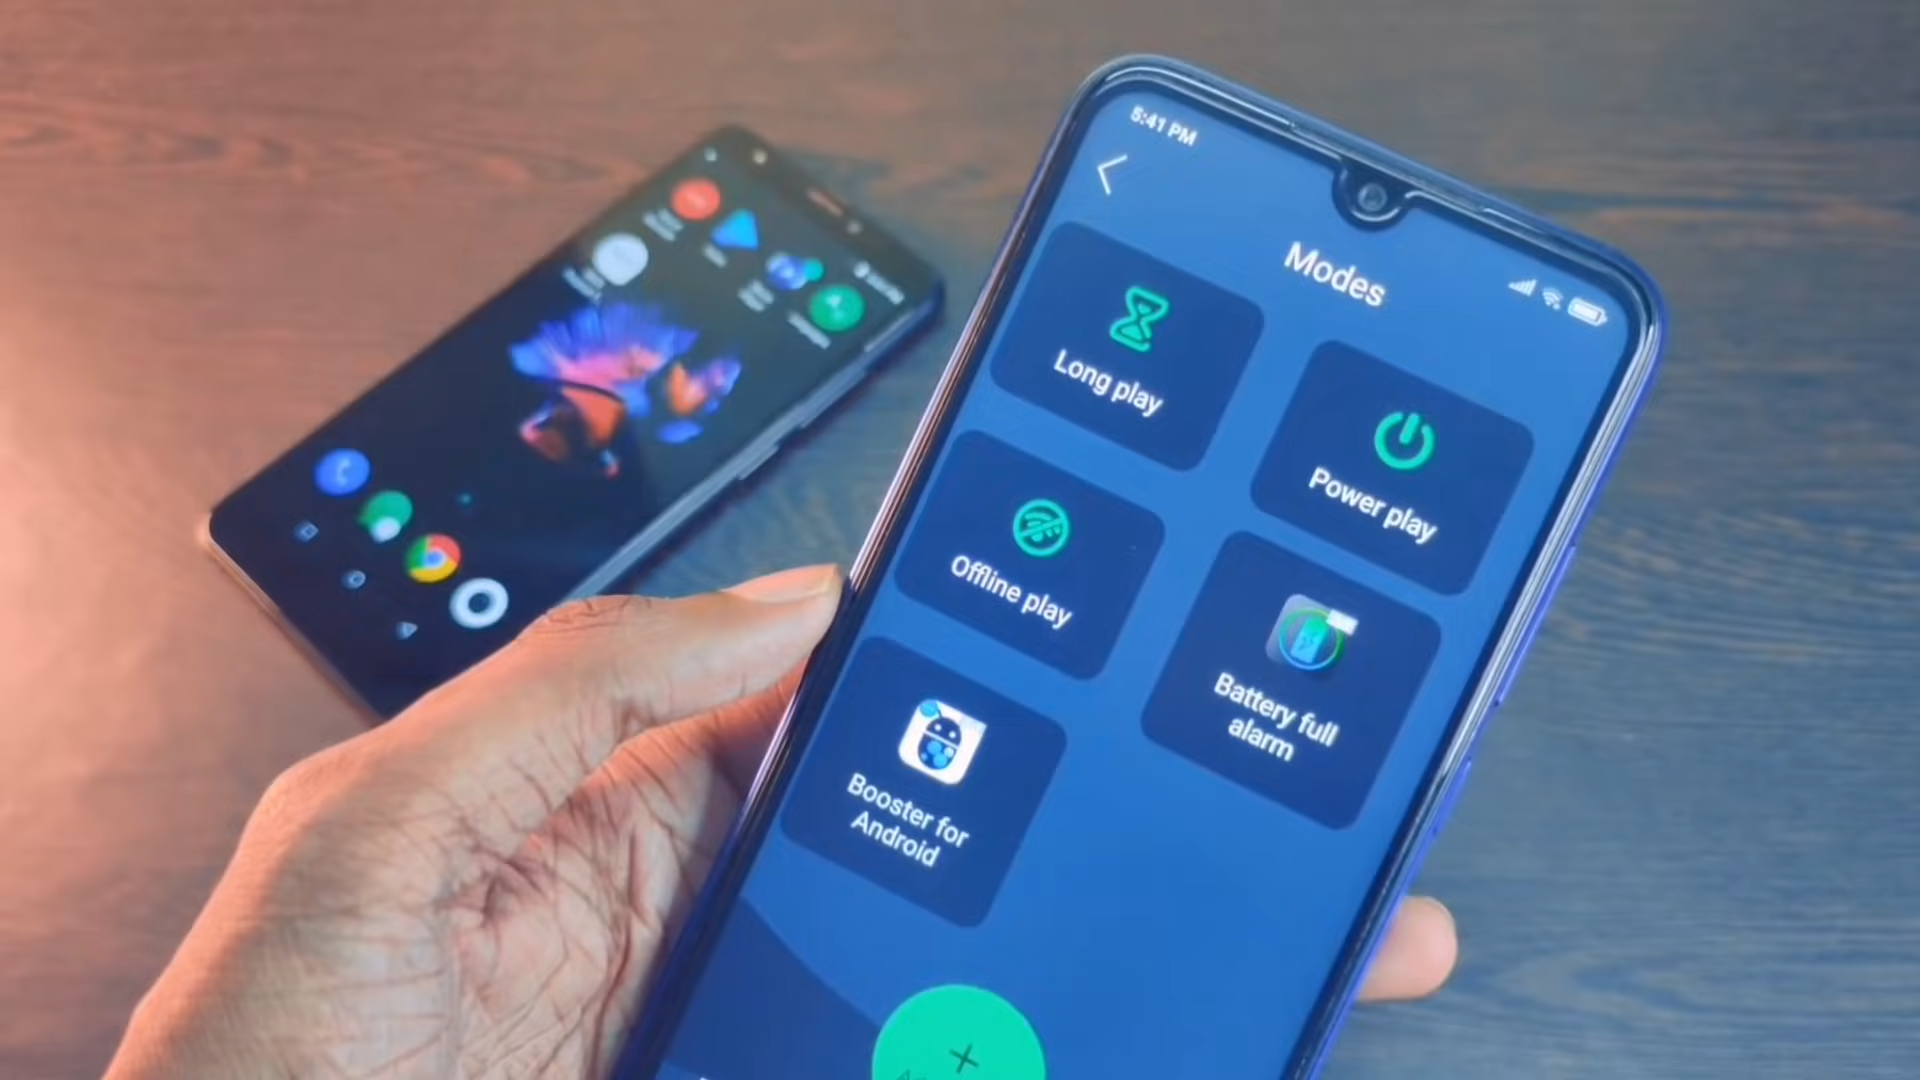 5:41 PM
Modes
Long play
Power play
Offline play
Battery full
alarm
Booster for
Android
+